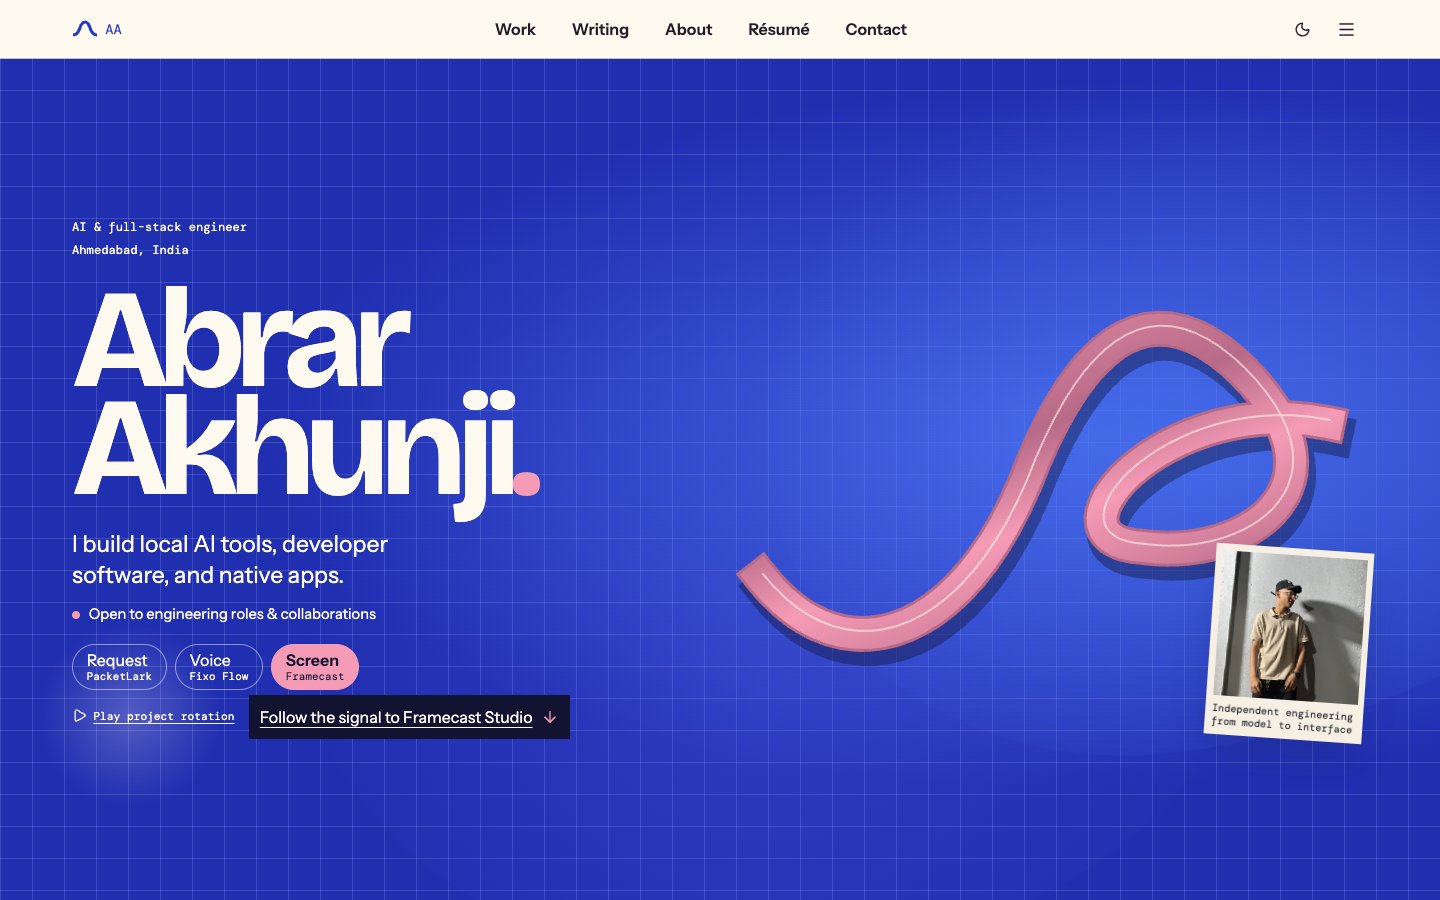 AA
Work
Writing
About
Résumé
Contact
AI & full-stack engineer
Ahmedabad, India
Abrar
Akhunji.
I build local AI tools, developer
software, and native apps.
Open to engineering roles & collaborations
Request
PacketLark
Voice
Fixo Flow
Screen
Framecast
Play project rotation
Follow the signal to Framecast Studio ↓
Independent engineering
from model to interface